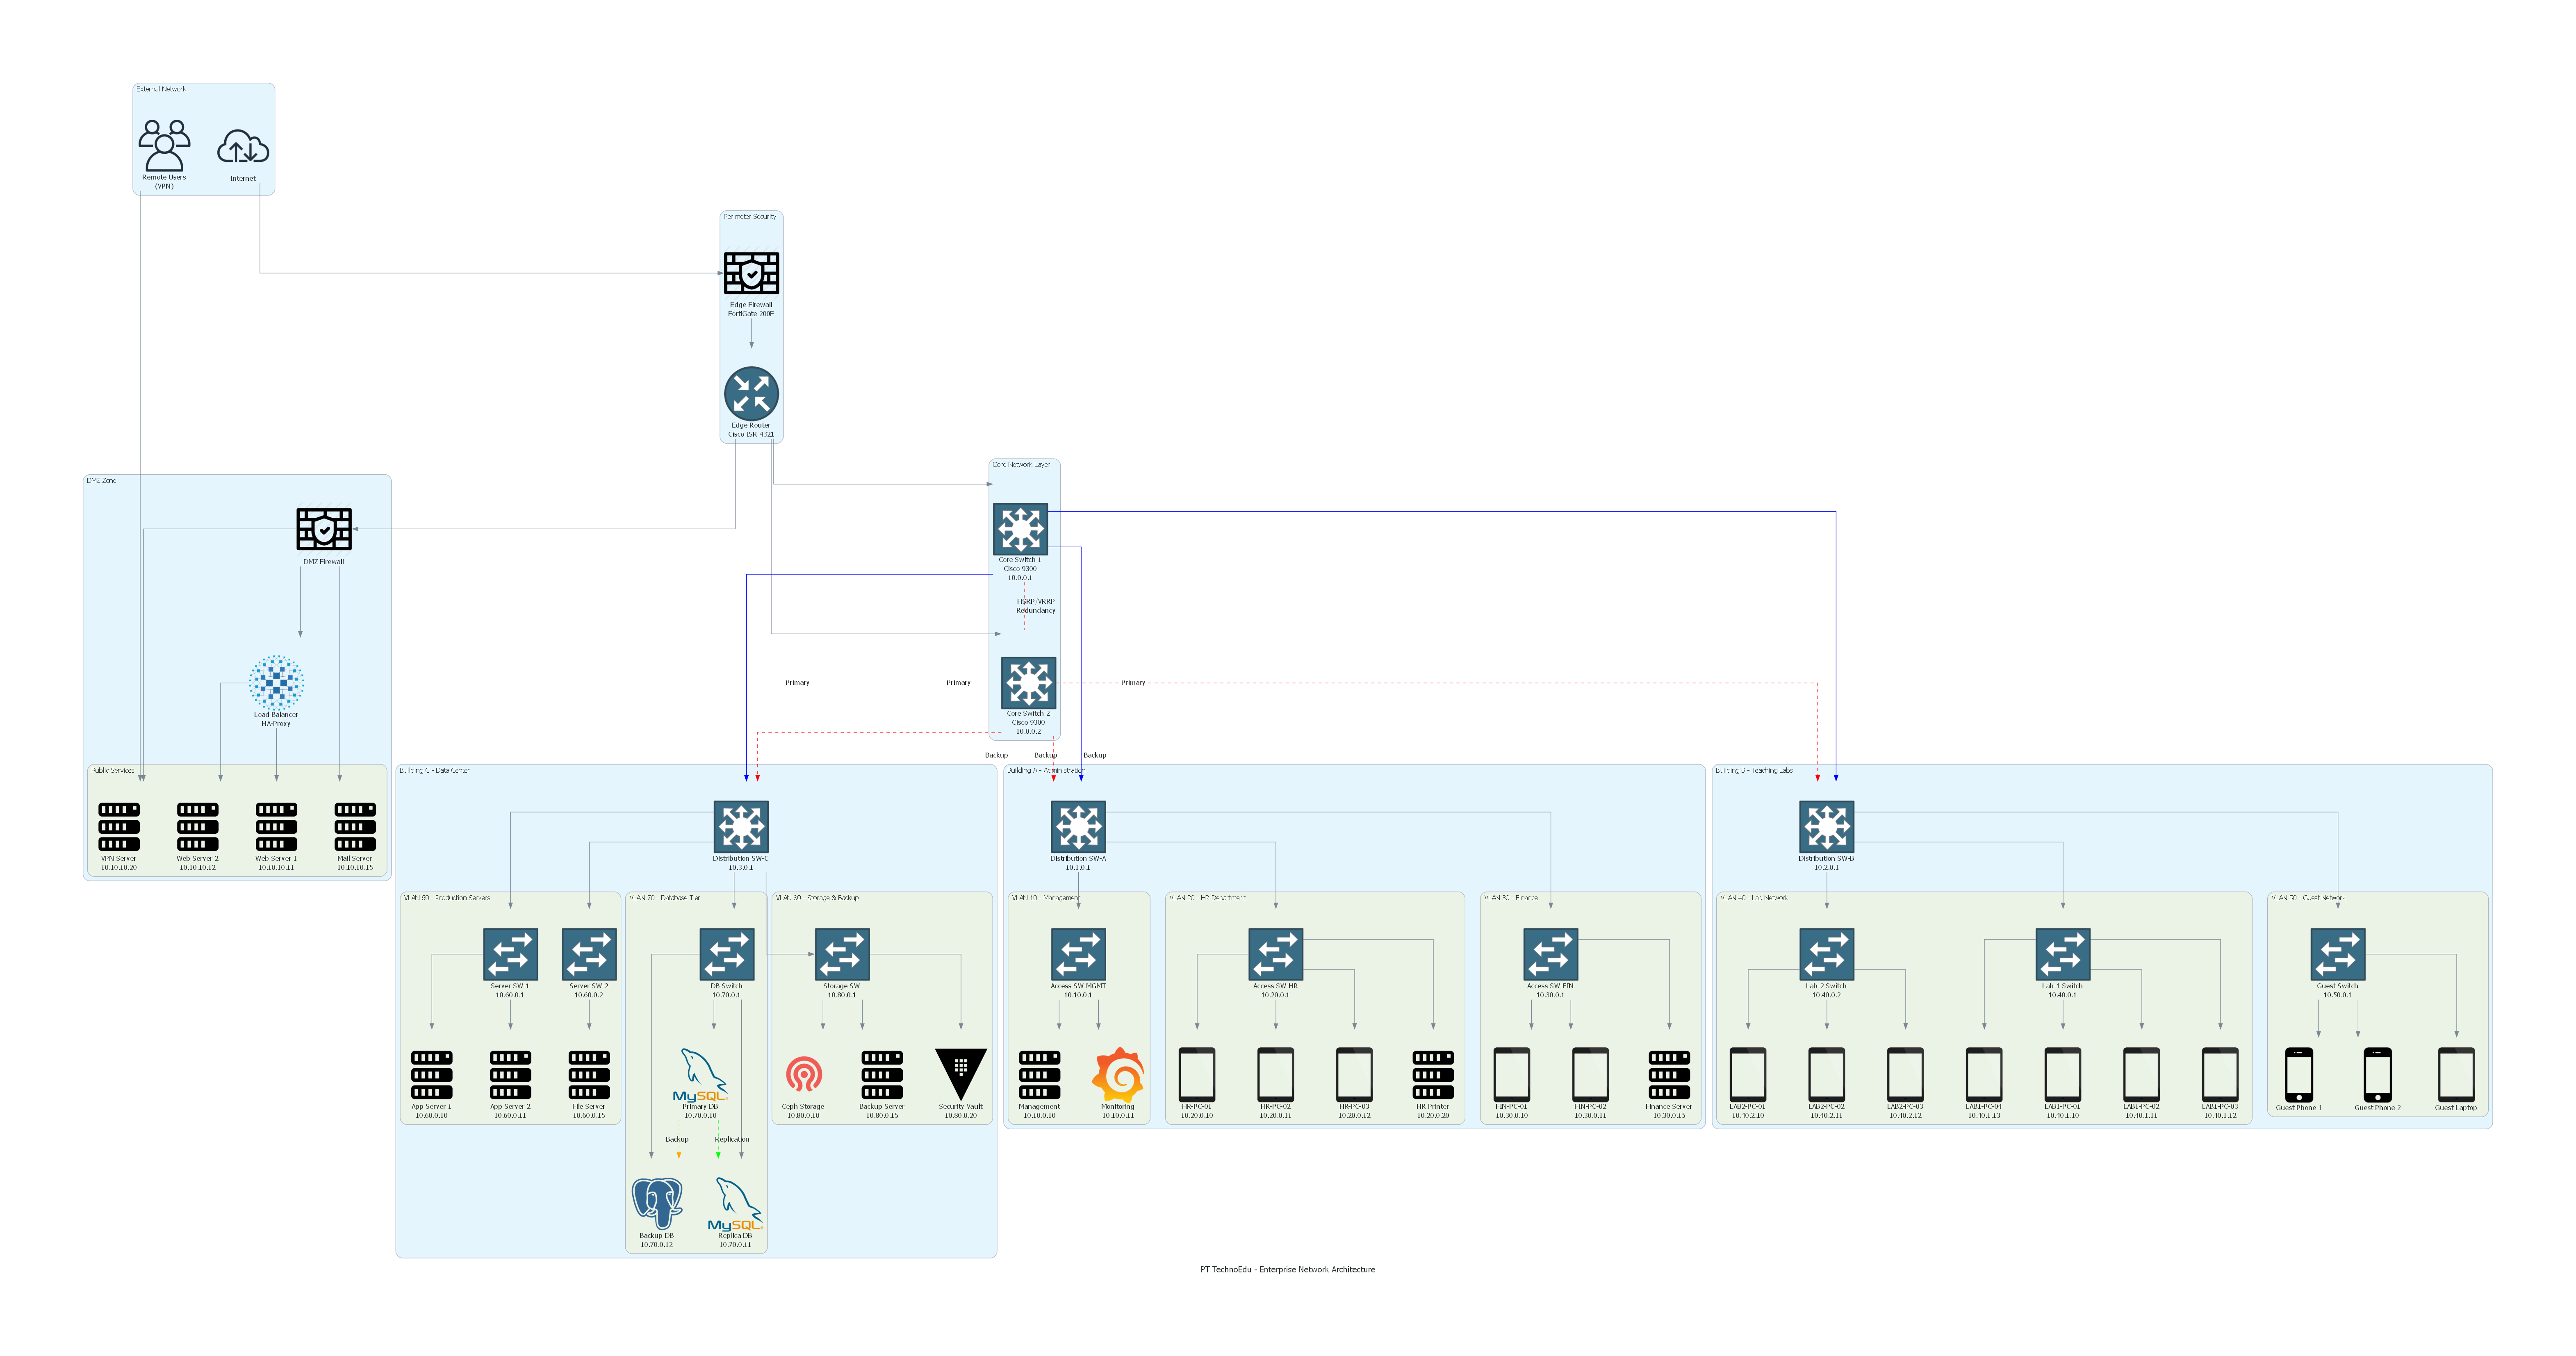 External Network
Remote Users
(VPN)
Internet
Perimeter Security
Edge Firewall
FortiGate 200F
Edge Router
Cisco ISR 4321
Core Network Layer
Core Switch 1
Cisco 9300
10.0.0.1
HSRP/VRRP
Redundancy
Core Switch 2
Cisco 9300
10.0.0.2
Primary
Primary
Primary
Backup
Backup
Backup
DMZ Zone
DMZ Firewall
Load Balancer
HA-Proxy
Public Services
VPN Server
10.10.10.20
Web Server 2
10.10.10.12
Web Server 1
10.10.10.11
Mail Server
10.10.10.15
Building C - Data Center
Distribution SW-C
10.3.0.1
VLAN 60 - Production Servers
Server SW-1
10.60.0.1
Server SW-2
10.60.0.2
App Server 1
10.60.0.10
App Server 2
10.60.0.11
File Server
10.60.0.15
VLAN 70 - Database Tier
DB Switch
10.70.0.1
MySQL
Primary DB
10.70.0.10
Backup
Replication
Backup DB
10.70.0.12
MySQL
Replica DB
10.70.0.11
VLAN 80 - Storage & Backup
Storage SW
10.80.0.1
Ceph Storage
10.80.0.10
Backup Server
10.80.0.15
Security Vault
10.80.0.20
Building A - Administration
Distribution SW-A
10.1.0.1
VLAN 10 - Management
Access SW-MGMT
10.10.0.1
Management
10.10.0.10
Monitoring
10.10.0.11
VLAN 20 - HR Department
Access SW-HR
10.20.0.1
HR-PC-01
10.20.0.10
HR-PC-02
10.20.0.11
HR-PC-03
10.20.0.12
HR Printer
10.20.0.20
VLAN 30 - Finance
Access SW-FIN
10.30.0.1
FIN-PC-01
10.30.0.10
FIN-PC-02
10.30.0.11
Finance Server
10.30.0.15
Building B - Teaching Labs
Distribution SW-B
10.2.0.1
VLAN 40 - Lab Network
Lab-2 Switch
10.40.0.2
Lab-1 Switch
10.40.0.1
LAB2-PC-01
10.40.2.10
LAB2-PC-02
10.40.2.11
LAB2-PC-03
10.40.2.12
LAB1-PC-04
10.40.1.13
LAB1-PC-01
10.40.1.10
LAB1-PC-02
10.40.1.11
LAB1-PC-03
10.40.1.12
VLAN 50 - Guest Network
Guest Switch
10.50.0.1
Guest Phone 1
Guest Phone 2
Guest Laptop
PT TechnoEdu - Enterprise Network Architecture